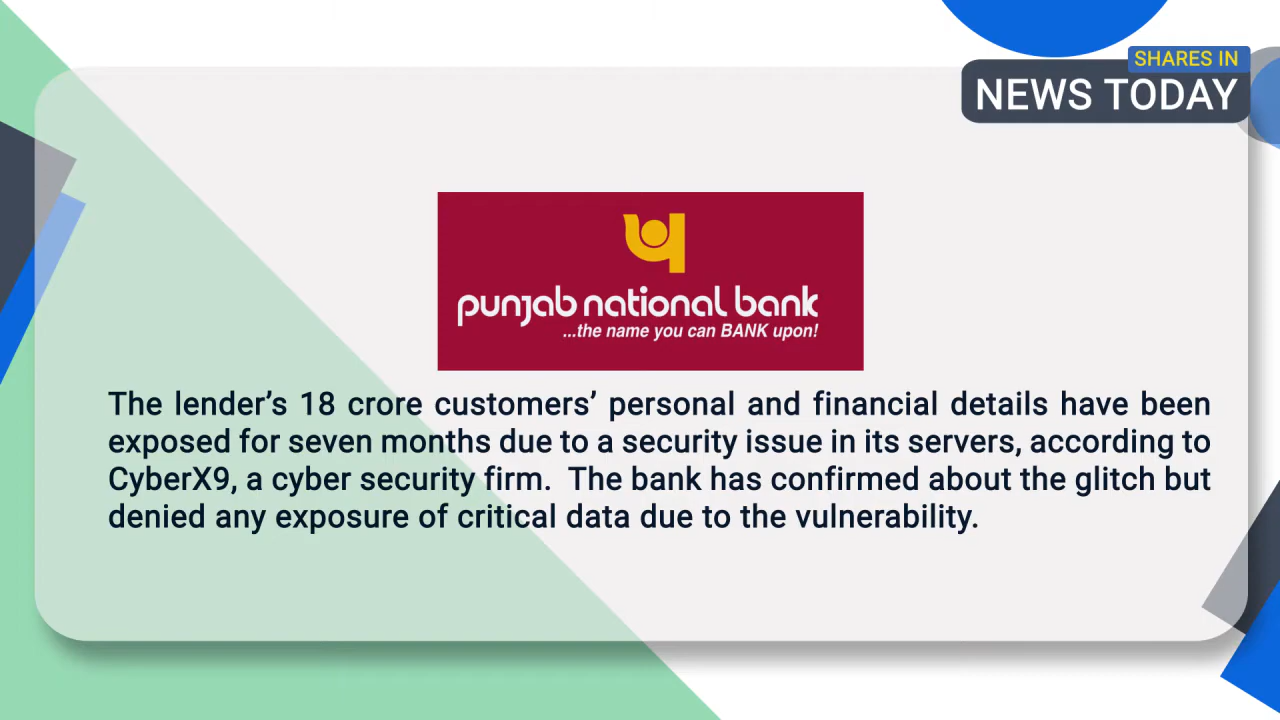 SHARES IN
NEWS TODAY
punjab national bank
...the name you can BANK upon!
The lender’s 18 crore customers’ personal and financial details have been
exposed for seven months due to a security issue in its servers, according to
CyberX9, a cyber security firm.  The bank has confirmed about the glitch but
denied any exposure of critical data due to the vulnerability.